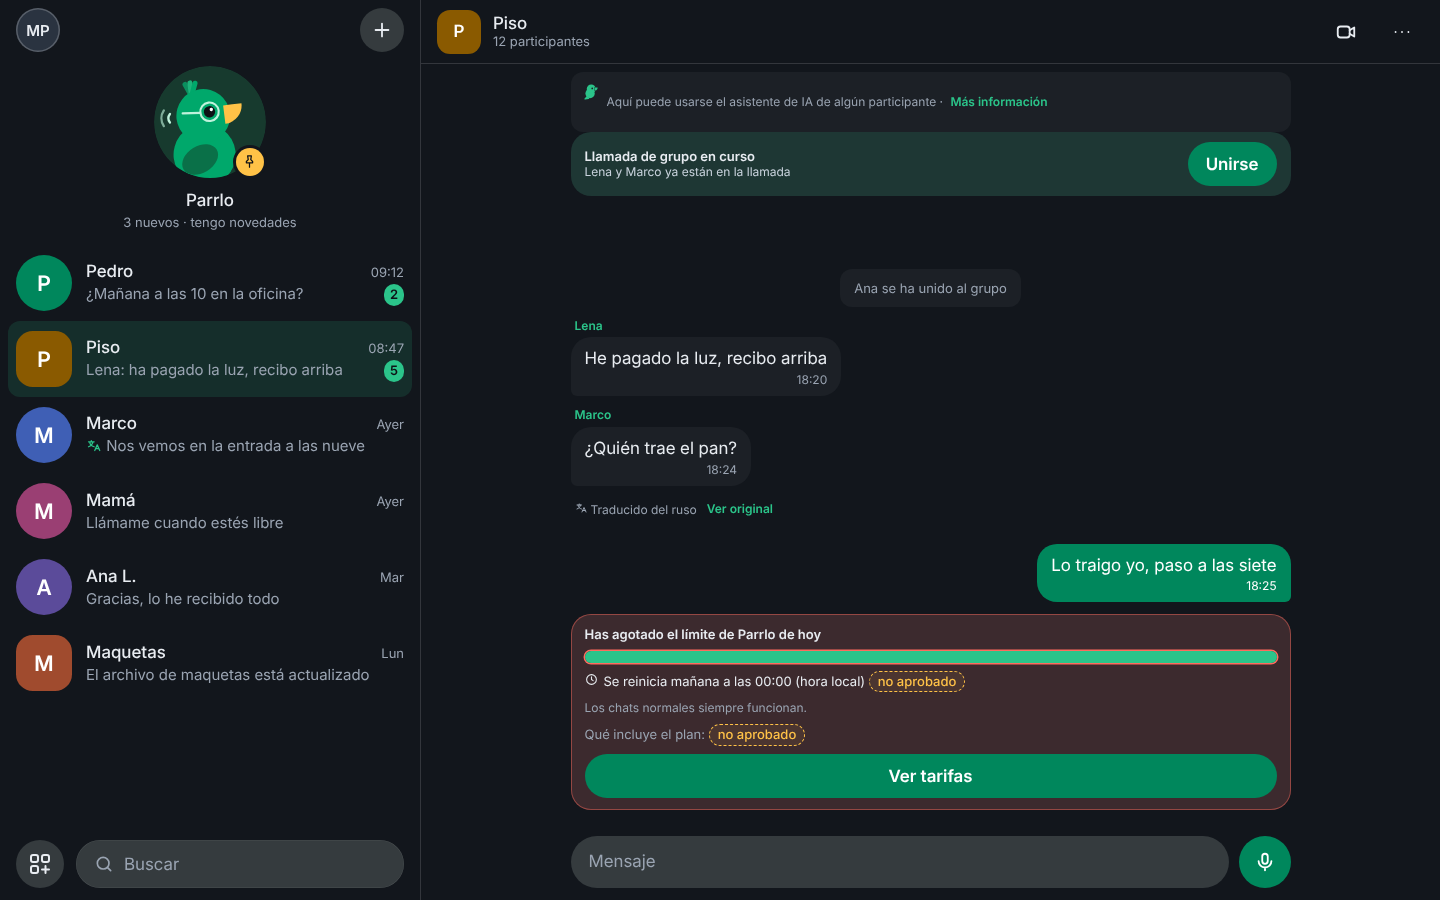 MP
Parrlo
3 nuevos · tengo novedades
P
Pedro
09:12
¿Mañana a las 10 en la oficina?
2
P
Piso
08:47
Lena: ha pagado la luz, recibo arriba
5
M
Marco
Ayer
Nos vemos en la entrada a las nueve
M
Mamá
Ayer
Llámame cuando estés libre
A
Ana L.
Mar
Gracias, lo he recibido todo
M
Maquetas
Lun
El archivo de maquetas está actualizado
Buscar
P
Piso
12 participantes
Aquí puede usarse el asistente de IA de algún participante · Más información
Llamada de grupo en curso
Lena y Marco ya están en la llamada
Unirse
Ana se ha unido al grupo
Lena
He pagado la luz, recibo arriba
18:20
Marco
¿Quién trae el pan?
18:24
Traducido del ruso Ver original
Lo traigo yo, paso a las siete
18:25
Has agotado el límite de Parrlo de hoy
Se reinicia mañana a las 00:00 (hora local) no aprobado
Los chats normales siempre funcionan.
Qué incluye el plan: no aprobado
Ver tarifas
Mensaje